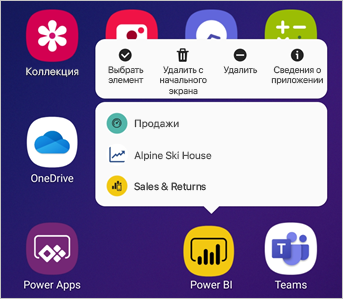 Коллекция
Выбрать
элемент
Удалить с
начального
экрана
Удалить
Сведения о
приложении
Продажи
Alpine Ski House
Sales & Returns
OneDrive
Power Apps
Power BI
Teams